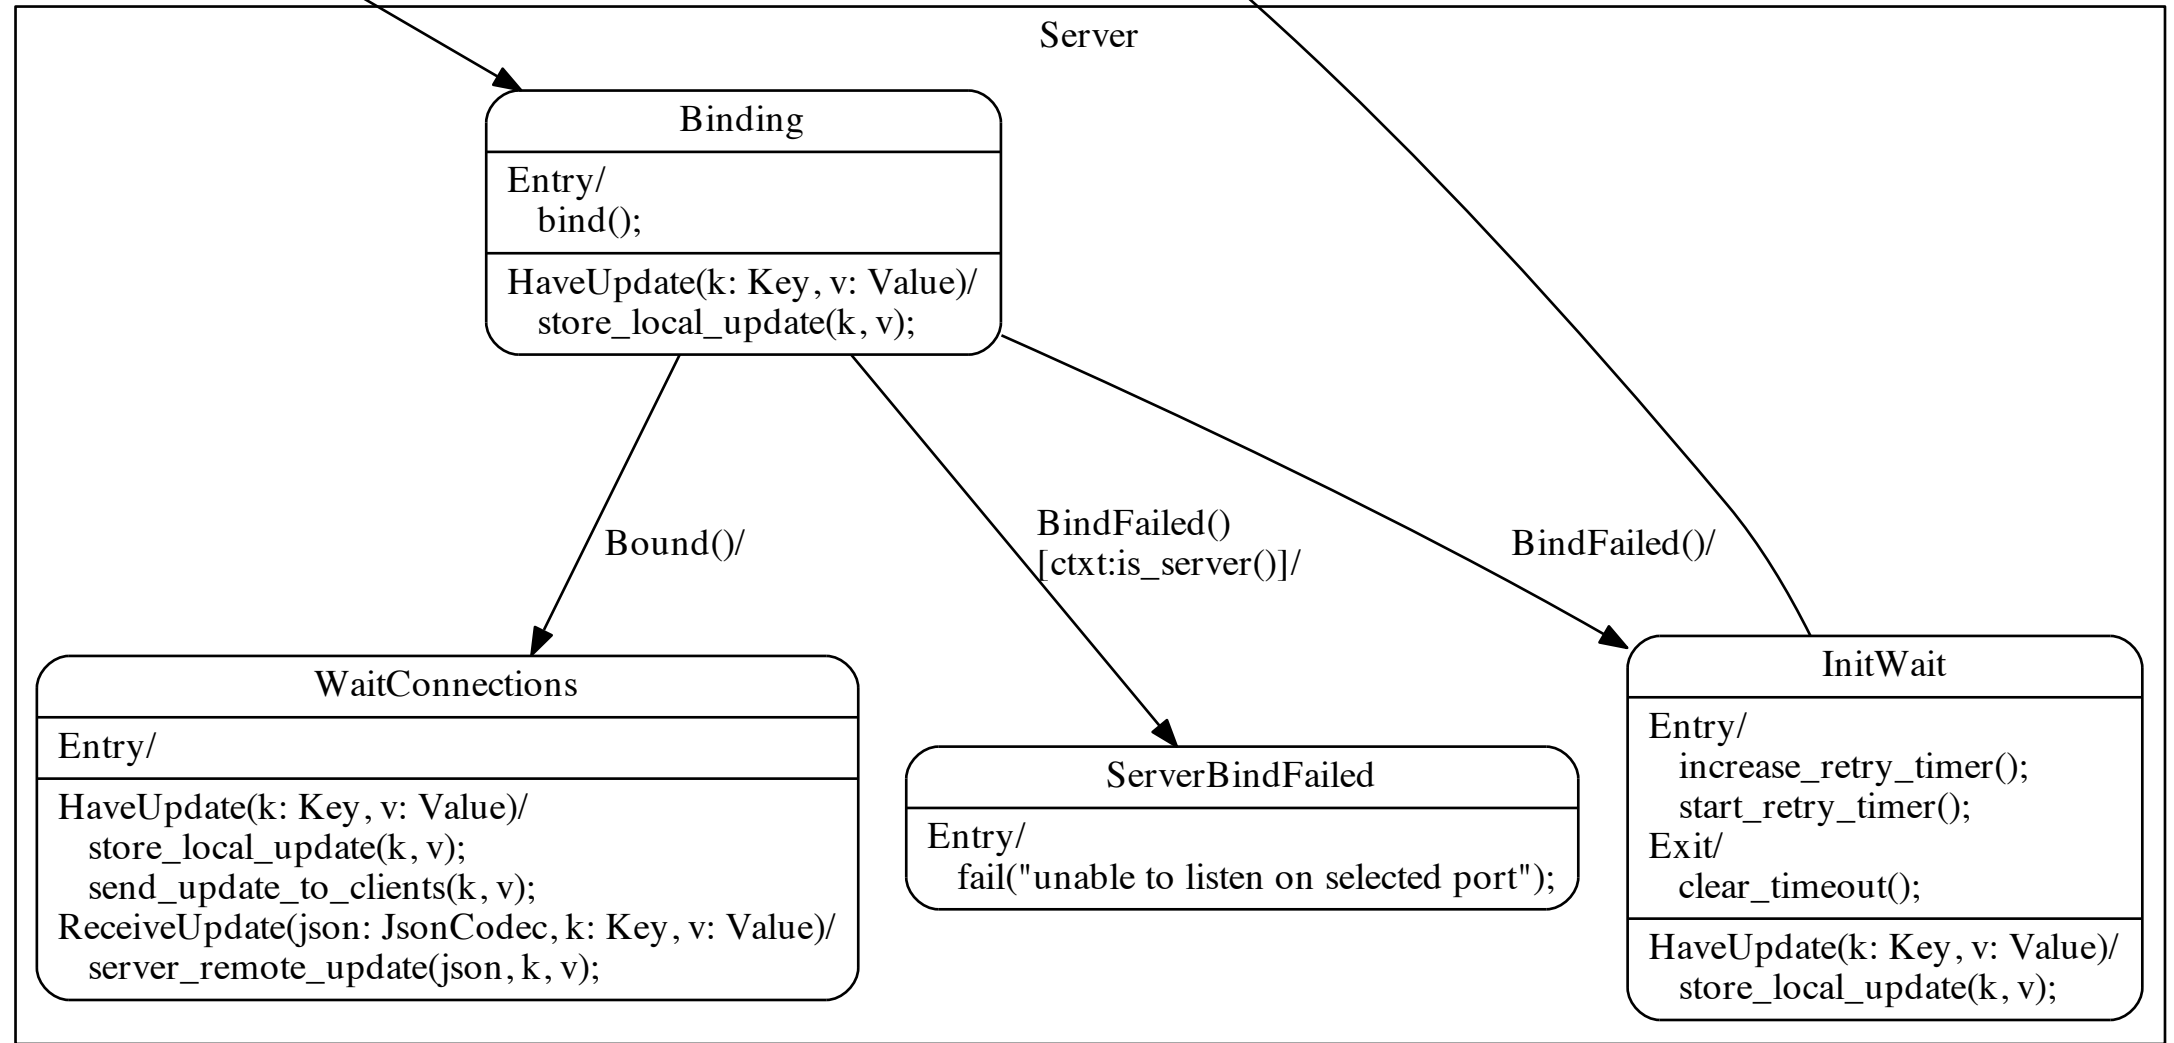 Server
Binding
Entry/
bind();
HaveUpdate(k: Key, v: Value)/
store_local_update(k, v);
Bound()/
BindFailed()
[ctxt:is_server()]/
BindFailed()/
WaitConnections
Entry/
HaveUpdate(k: Key, v: Value)/
store_local_update(k, v);
send_update_to_clients(k, v);
ReceiveUpdate(json: JsonCodec, k: Key, v: Value)/
server_remote_update(json, k, v);
ServerBindFailed
Entry/
fail("unable to listen on selected port");
InitWait
Entry/
increase_retry_timer();
start_retry_timer();
Exit/
clear_timeout();
HaveUpdate(k: Key, v: Value)/
store_local_update(k, v);